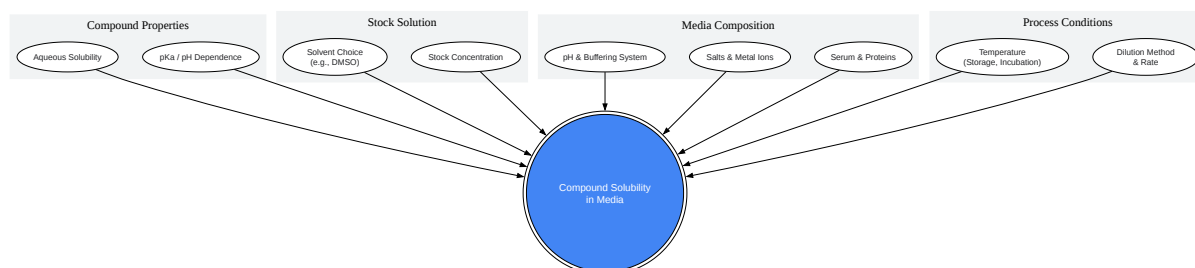 Compound Properties
Stock Solution
Media Composition
Process Conditions
Aqueous Solubility
pKa / pH Dependence
Solvent Choice
(e.g., DMSO)
Stock Concentration
pH & Buffering System
Salts & Metal Ions
Serum & Proteins
Temperature
(Storage, Incubation)
Dilution Method
& Rate
Compound Solubility
in Media